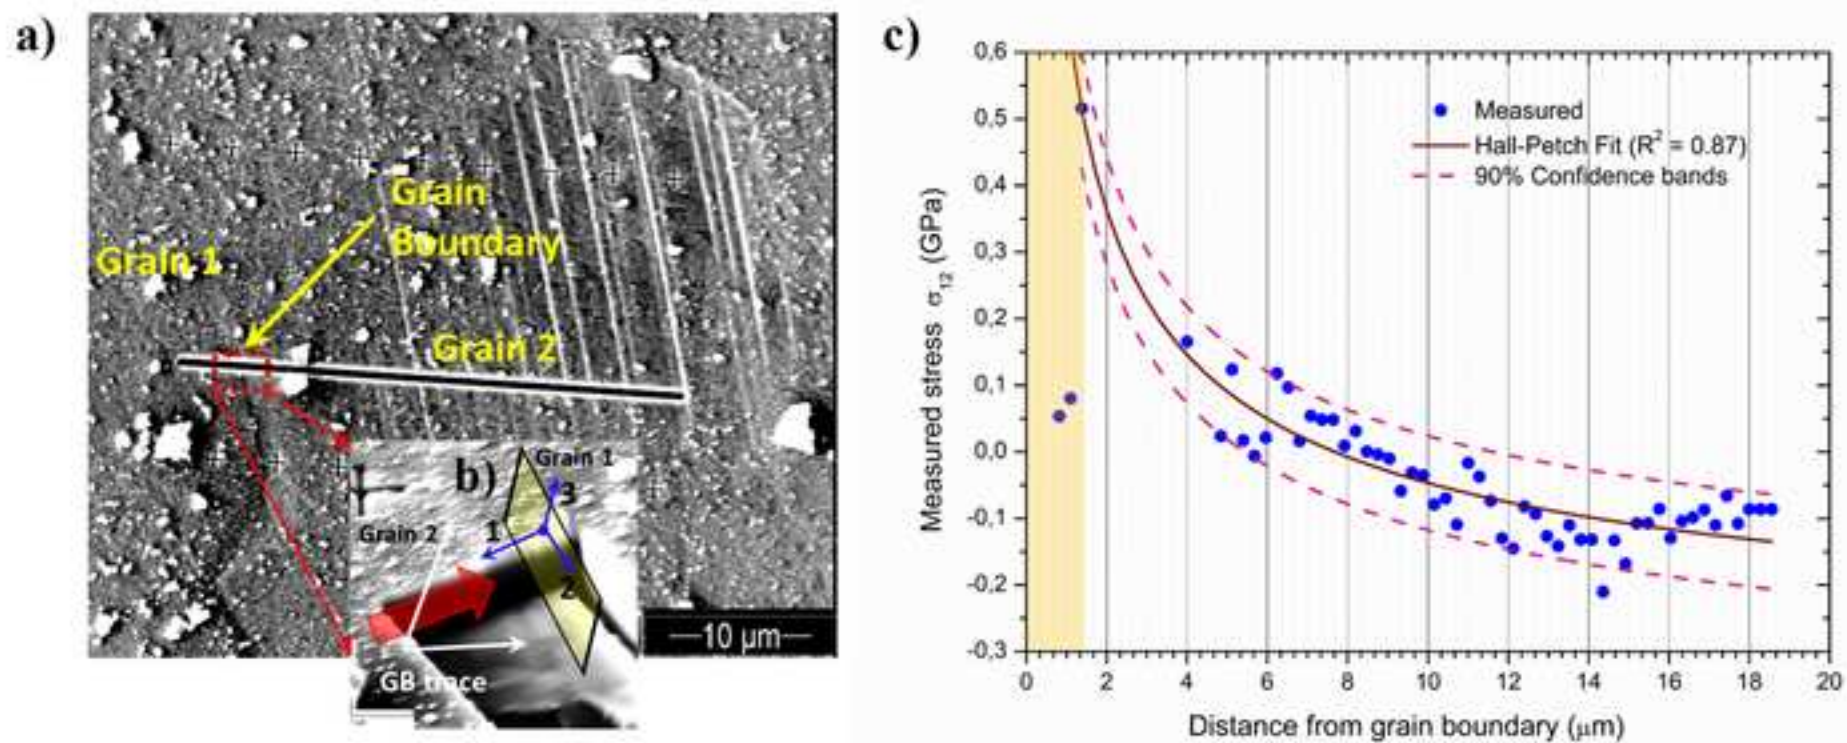 a)
Grain 1
Grain
Boundary
Grain 2
b)
Grain 1
3
1
2
Grain 2
GB trace
10 µm
c)
Measured stress σ12 (GPa)
0,6
0,5
0,4
0,3
0,2
0,1
0,0
-0,1
-0,2
-0,3
Measured
Hall-Petch Fit (R² = 0.87)
90% Confidence bands
0 2 4 6 8 10 12 14 16 18 20
Distance from grain boundary (µm)